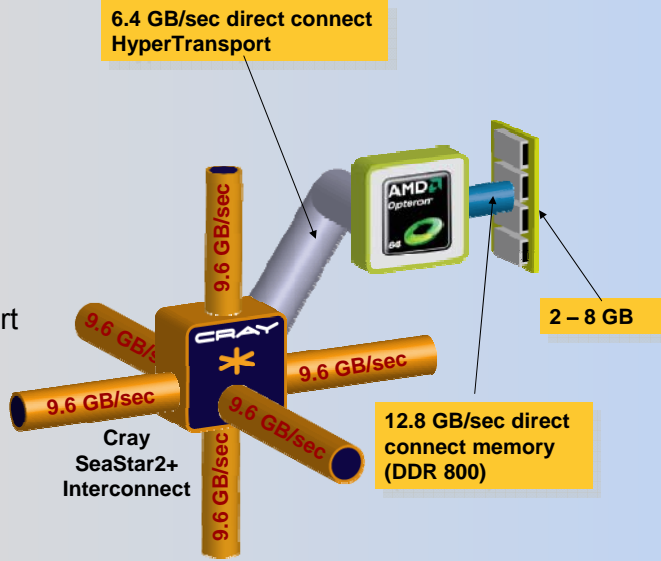 6.4 GB/sec direct connect
HyperTransport
AMD
Opteron
64
9.6 GB/sec
2 – 8 GB
rt
CRAY
9.6 GB/s
9.6 GB/sec
9.6 GB/sec
9.6 GB/sec
12.8 GB/sec direct
connect memory
(DDR 800)
Cray
SeaStar2+
Interconnect
9.6 GB/sec